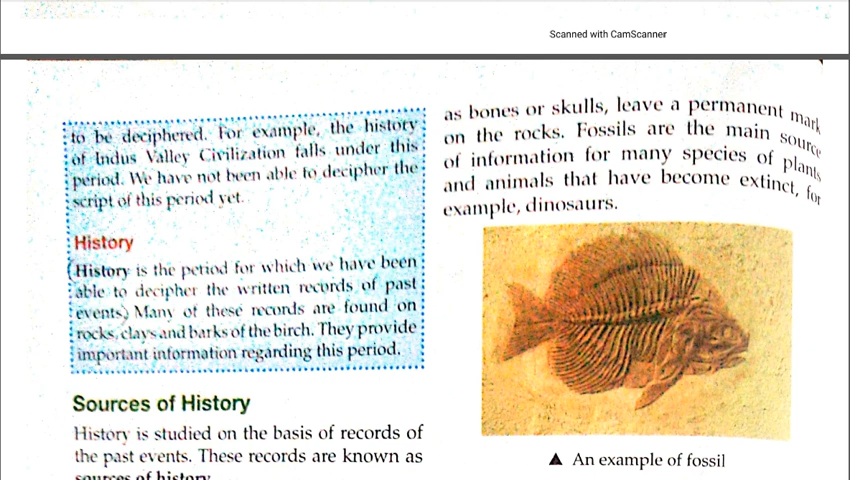 Scanned with CamScanner
to be deciphered. For example, the history
of Indus Valley Civilization falls under this
period. We have not been able to decipher the
script of this period yet.
History
(History is the period for which we have been
able to decipher the written records of past
events.) Many of these records are found on
rocks, clays and barks of the birch. They provide
important information regarding this period.
Sources of History
History is studied on the basis of records of
the past events. These records are known as
sources of history.
as bones or skulls, leave a permanent mark
on the rocks. Fossils are the main source
of information for many species of plants
and animals that have become extinct, for
example, dinosaurs.
▲ An example of fossil